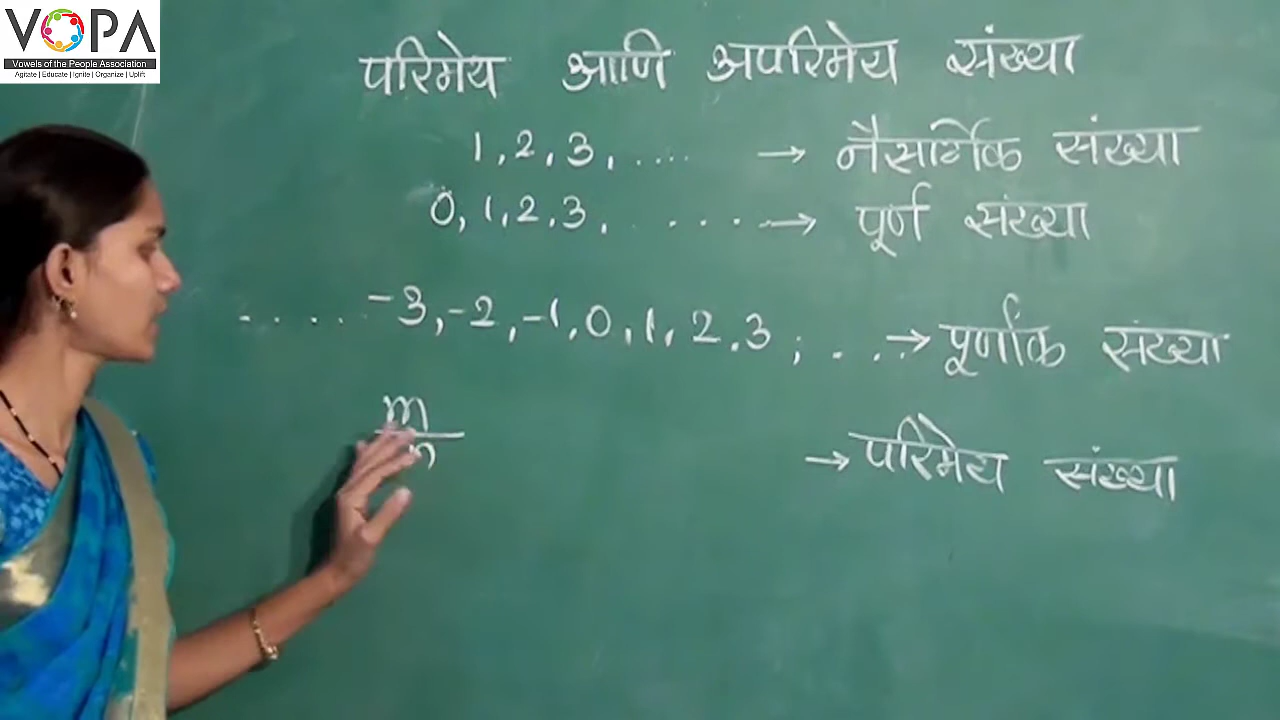 VOPA
Vowels of the People Association
Agitate | Educate | Ignite | Organize | Uplift
परिमेय आणि अपरिमेय संख्या
1, 2, 3, .... → नैसर्गिक संख्या
0, 1, 2, 3, ..... → पूर्ण संख्या
..... -3, -2, -1, 0, 1, 2, 3, .... → पूर्णांक संख्या
m
n → परिमेय संख्या